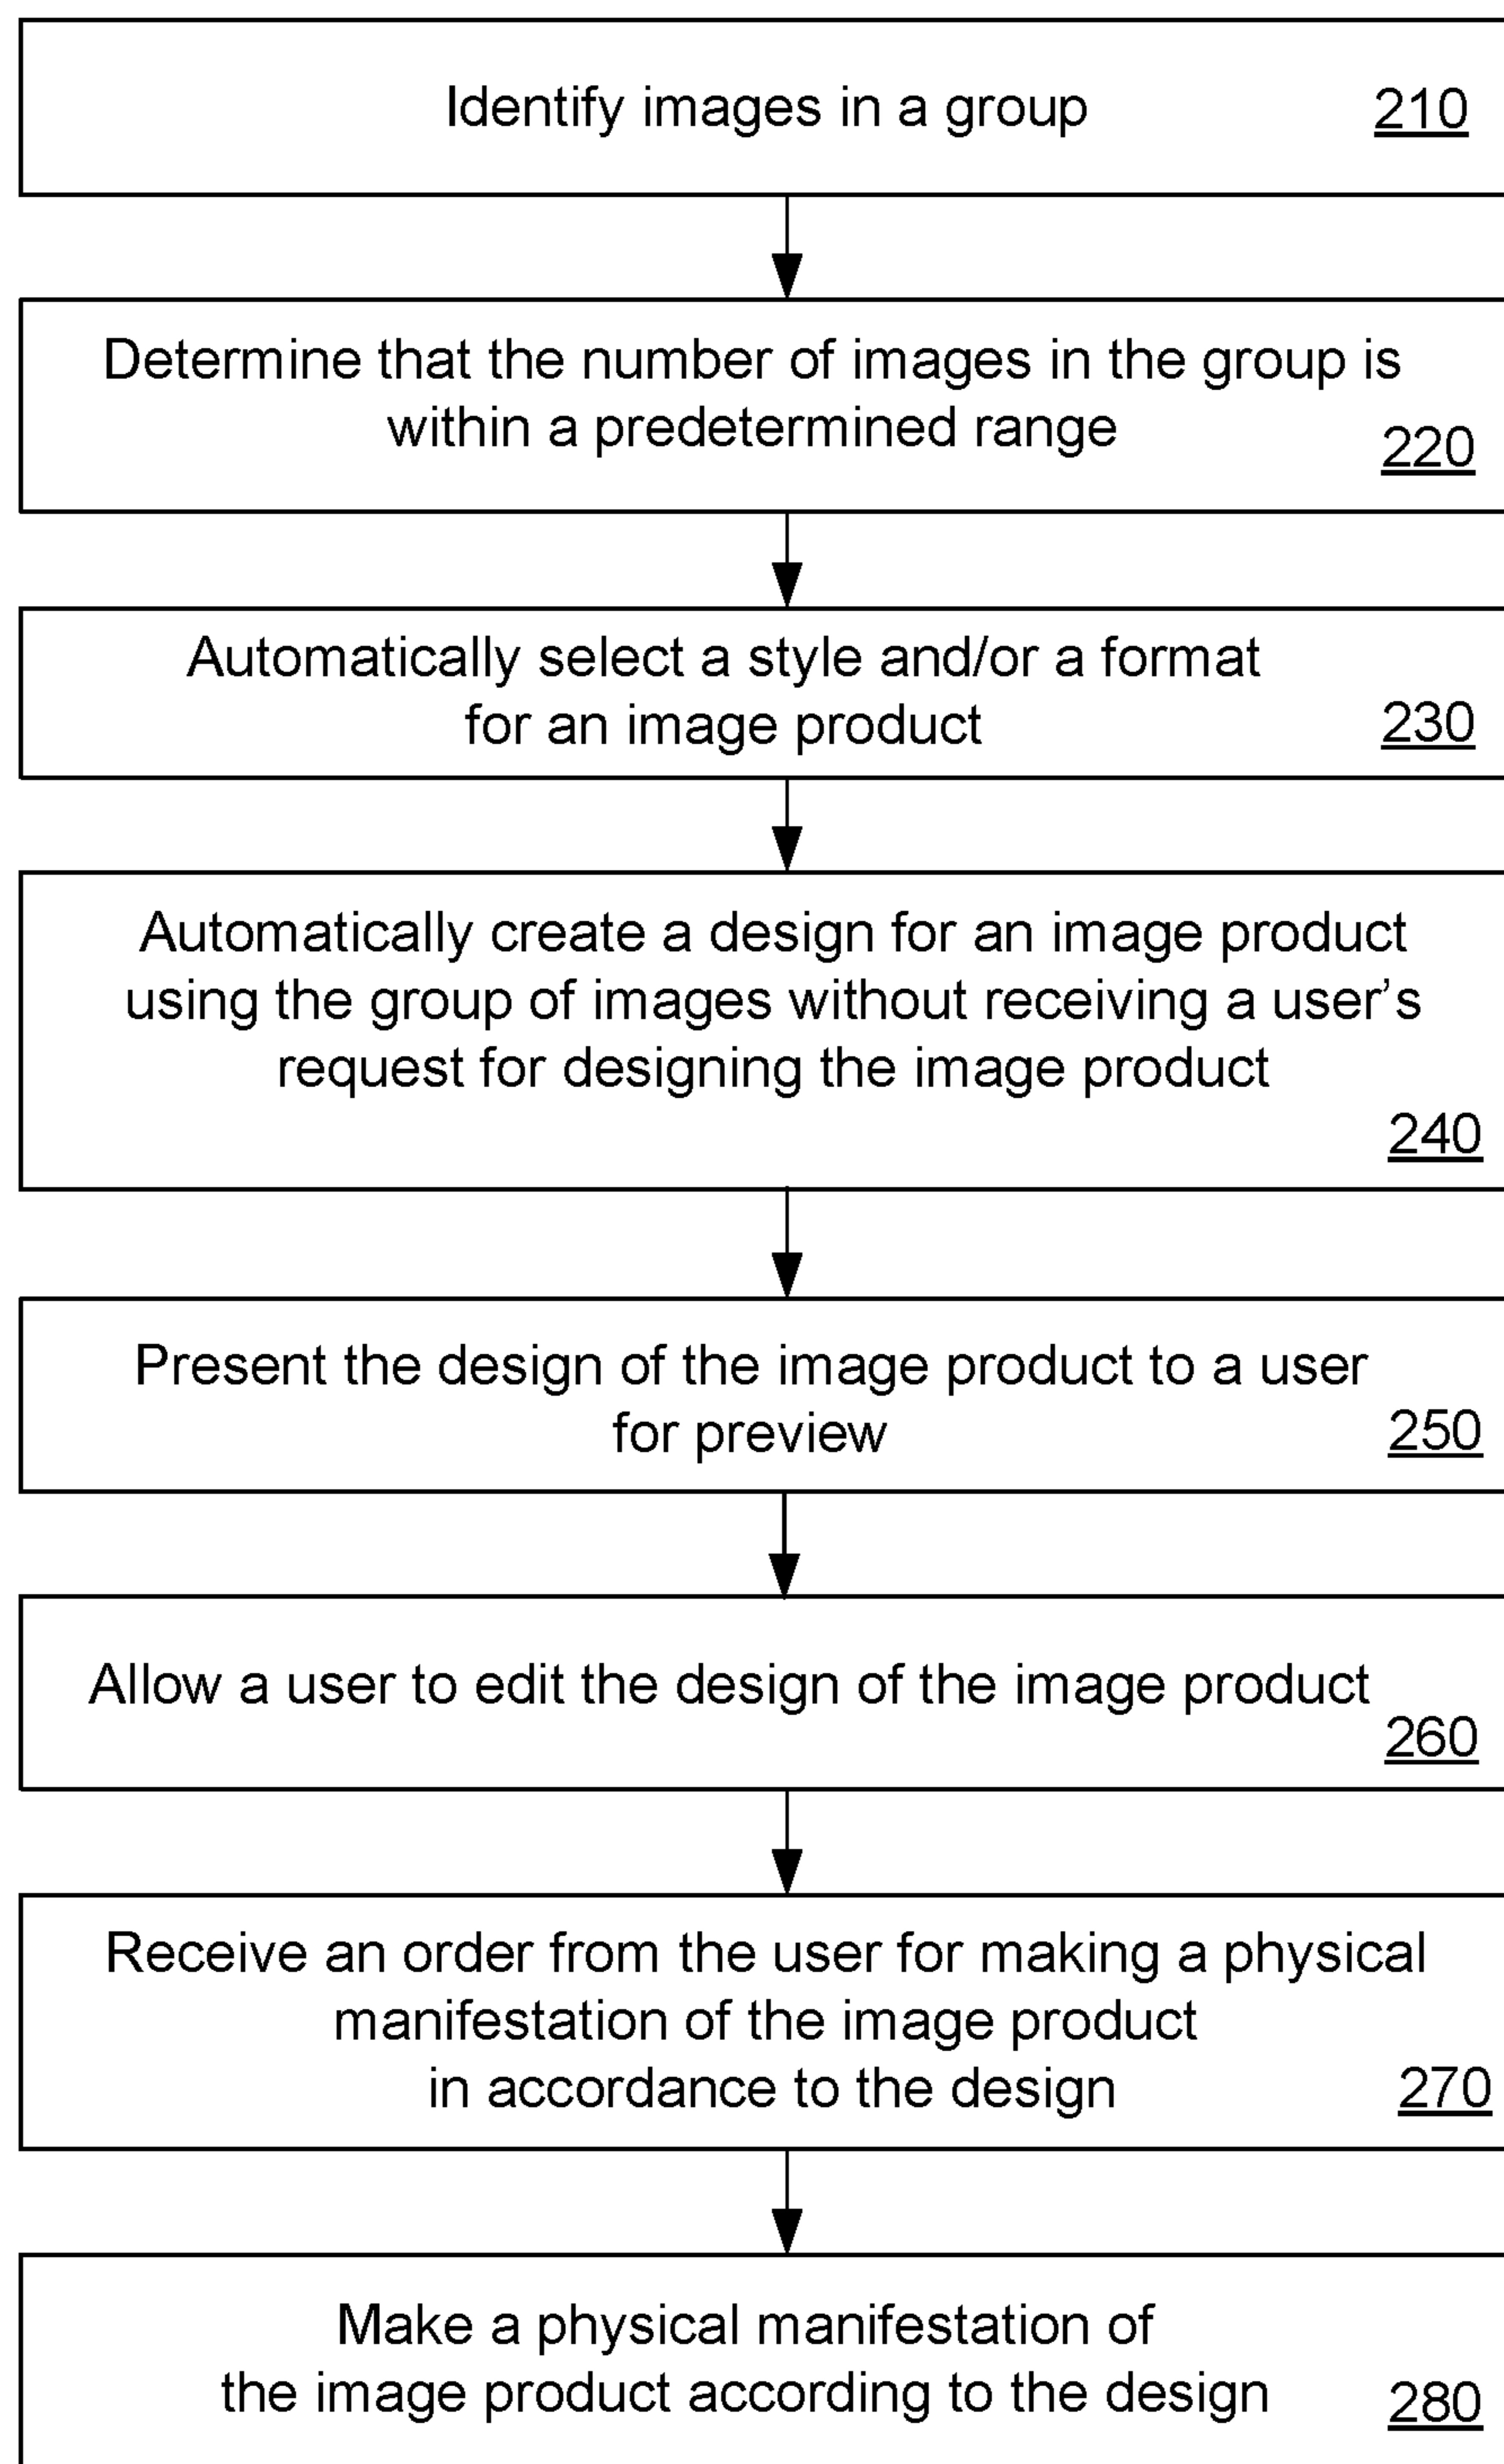 Identify images in a group
210
Determine that the number of images in the group is
within a predetermined range
220
Automatically select a style and/or a format
for an image product
230
Automatically create a design for an image product
using the group of images without receiving a user’s
request for designing the image product
240
Present the design of the image product to a user
for preview
250
Allow a user to edit the design of the image product
260
Receive an order from the user for making a physical
manifestation of the image product
in accordance to the design
270
Make a physical manifestation of
the image product according to the design
280